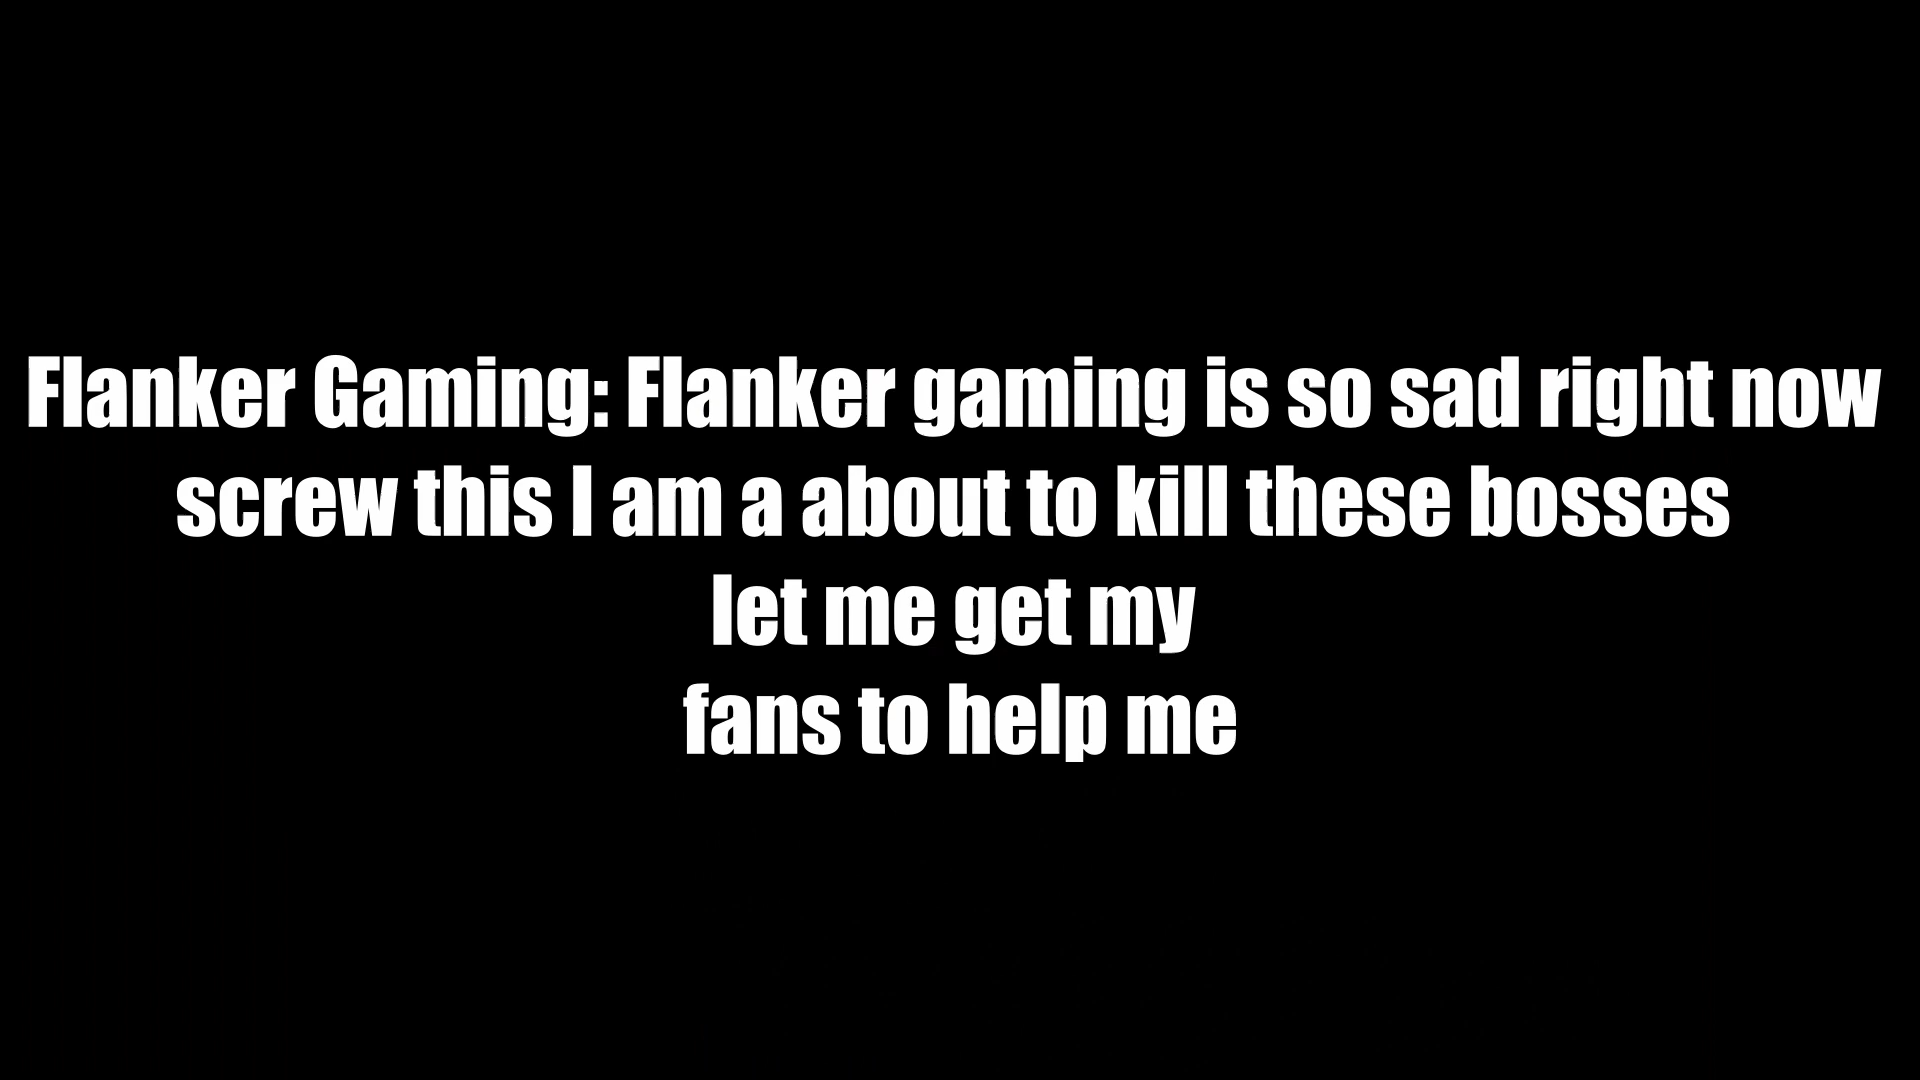 Flanker Gaming: Flanker gaming is so sad right now
screw this I am a about to kill these bosses
let me get my
fans to help me